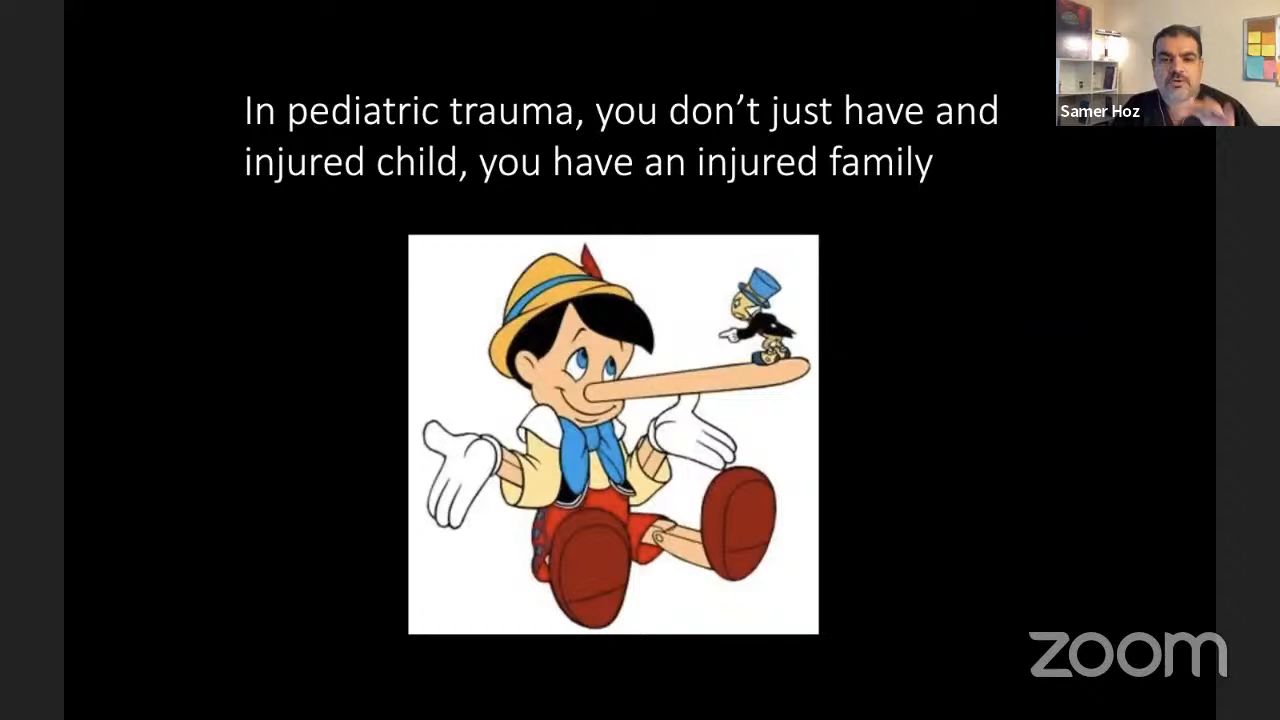 In pediatric trauma, you don’t just have and
injured child, you have an injured family
Samer Hoz
zoom